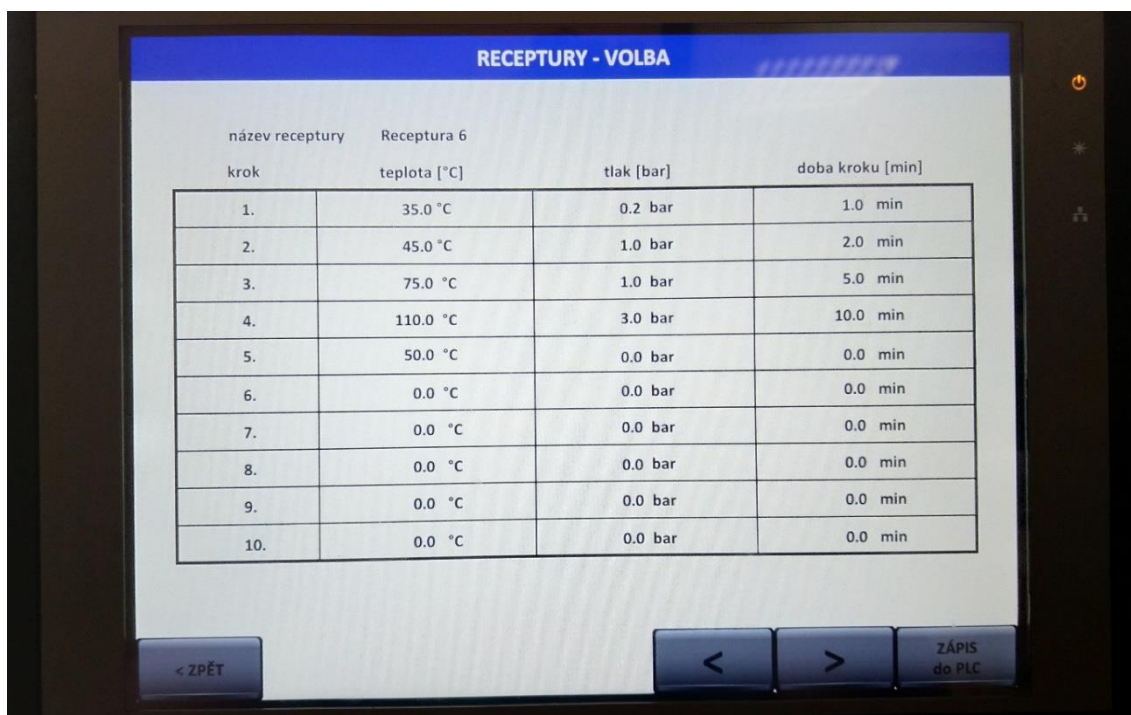 RECEPTURY - VOLBA
název receptury Receptura 6
krok teplota [°C] tlak [bar] doba kroku [min]
1. 35.0 °C 0.2 bar 1.0 min
2. 45.0 °C 1.0 bar 2.0 min
3. 75.0 °C 1.0 bar 5.0 min
4. 110.0 °C 3.0 bar 10.0 min
5. 50.0 °C 0.0 bar 0.0 min
6. 0.0 °C 0.0 bar 0.0 min
7. 0.0 °C 0.0 bar 0.0 min
8. 0.0 °C 0.0 bar 0.0 min
9. 0.0 °C 0.0 bar 0.0 min
10. 0.0 °C 0.0 bar 0.0 min
< ZPĚT < > ZÁPIS
do PLC